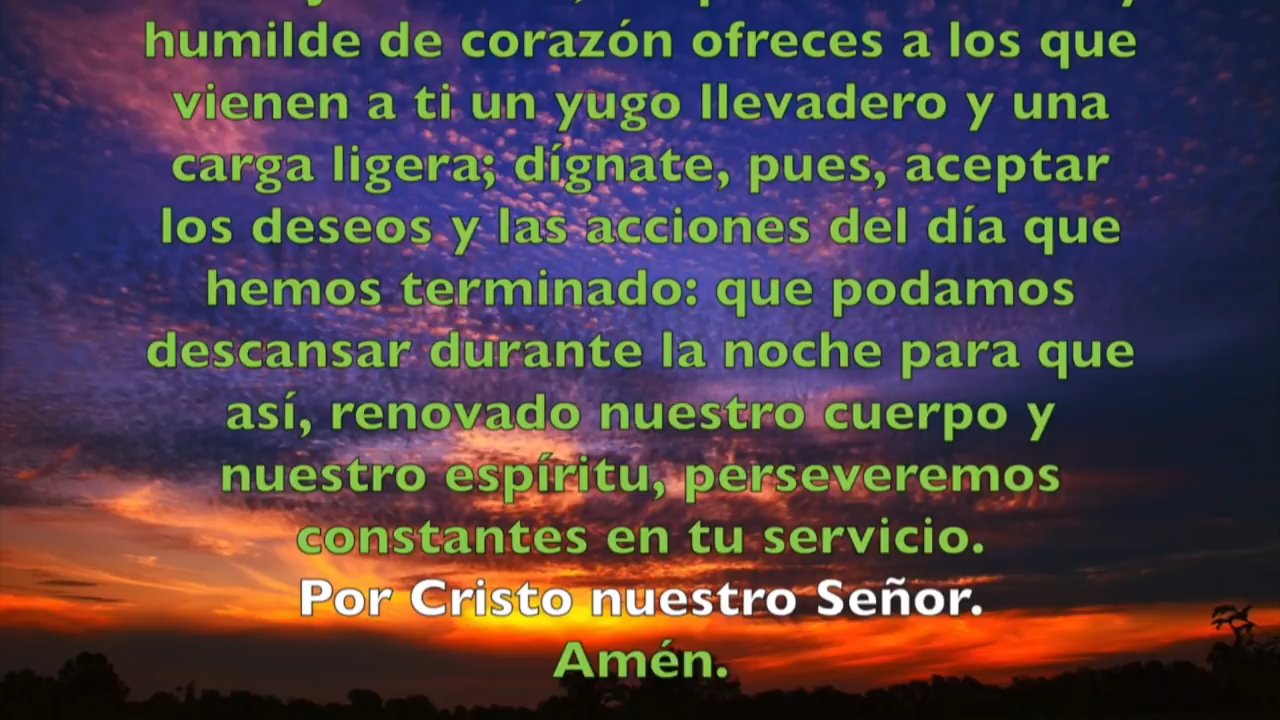 humilde de corazón ofreces a los que
vienen a ti un yugo llevadero y una
carga ligera; dígnate, pues, aceptar
los deseos y las acciones del día que
hemos terminado: que podamos
descansar durante la noche para que
así, renovado nuestro cuerpo y
nuestro espíritu, perseveremos
constantes en tu servicio.
Por Cristo nuestro Señor.
Amén.